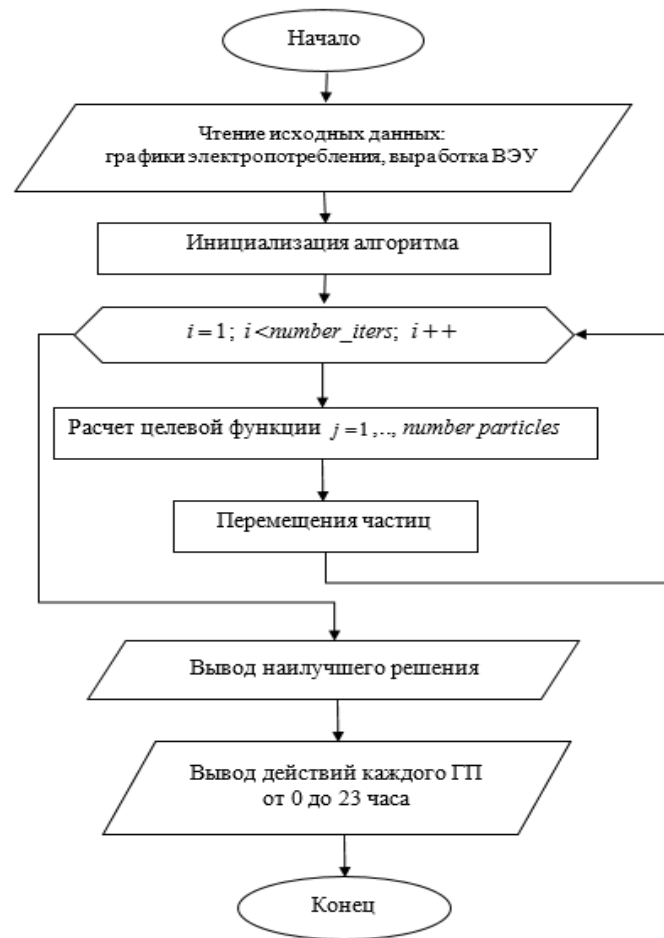 Начало
Чтение исходных данных:
графики электропотребления, выработка ВЭУ
Инициализация алгоритма
i = 1; i<number_iters; i ++
Расчет целевой функции j =1 ,.., number particles
Перемещения частиц
Вывод наилучшего решения
Вывод действий каждого ГП
от 0 до 23 часа
Конец